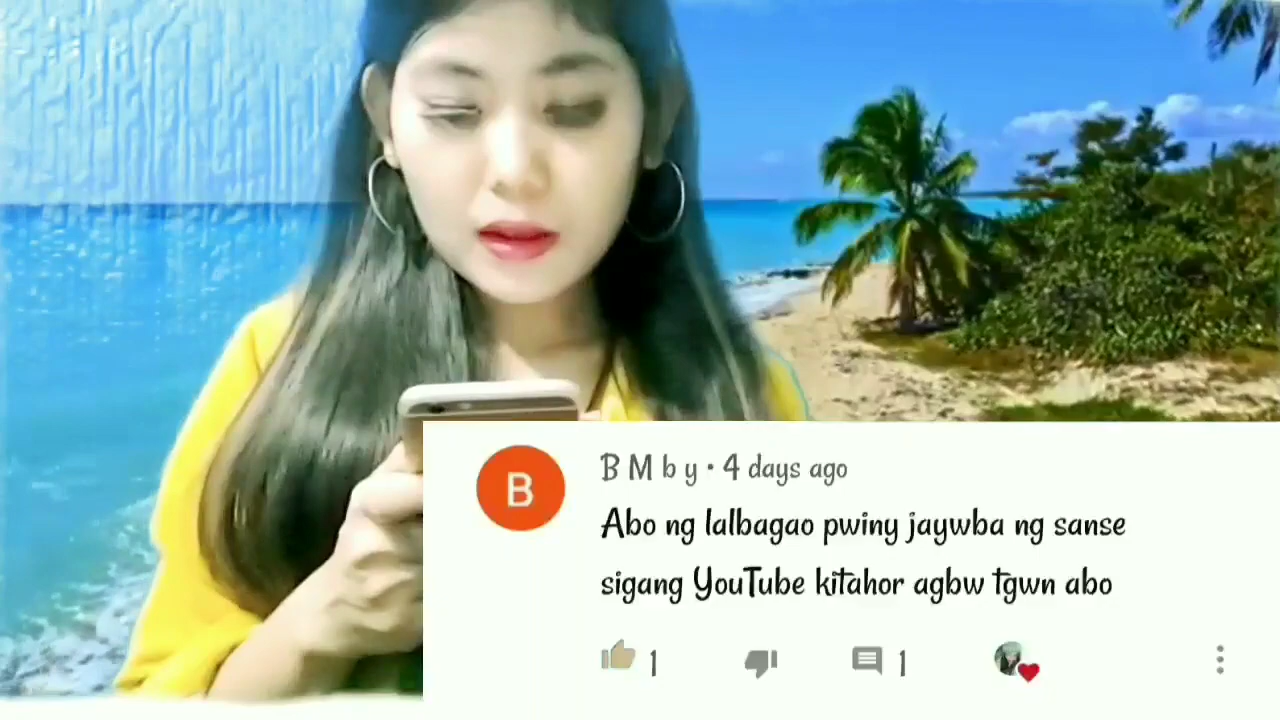 B
B M b y • 4 days ago
Abo ng lalbagao pwiny jaywba ng sanse
sigang YouTube kitahor agbw tgwn abo
1 1